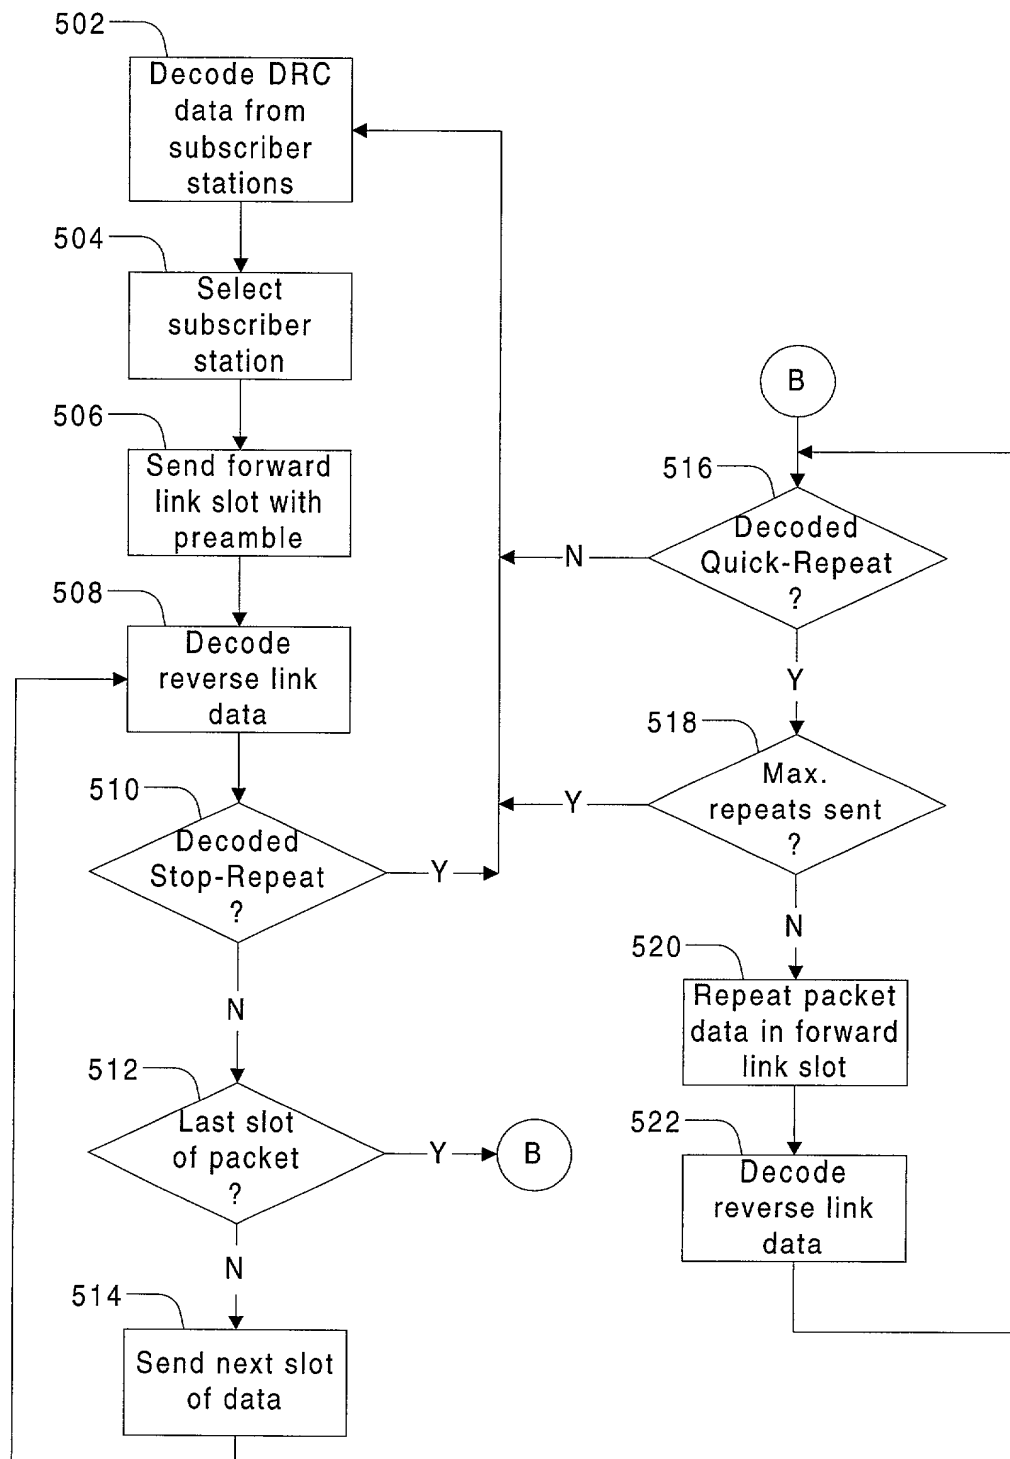 502
Decode DRC
data from
subscriber
stations
504
Select
subscriber
station
506
Send forward
link slot with
preamble
508
Decode
reverse link
data
510
Decoded
Stop-Repeat
?
Y
N
512
Last slot
of packet
?
Y
B
N
514
Send next slot
of data
B
516
Decoded
Quick-Repeat
?
N
Y
518
Max.
repeats sent
?
Y
N
520
Repeat packet
data in forward
link slot
522
Decode
reverse link
data